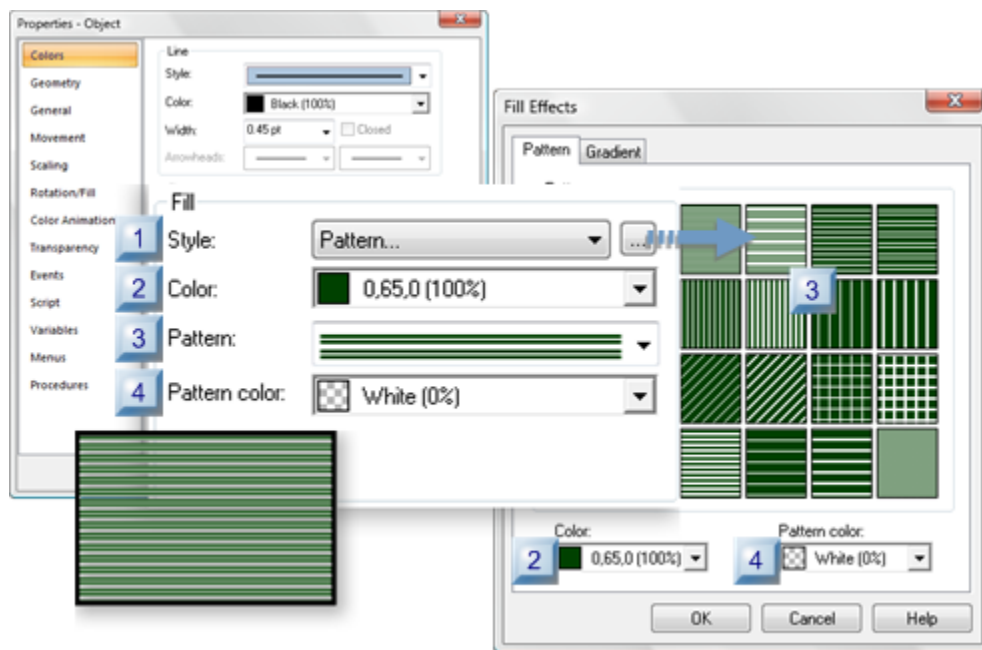 Properties - Object
Colors
Geometry
General
Movement
Scaling
Rotation/Fill
Color Animation
Transparency
Events
Script
Variables
Menus
Procedures
Line
Style:
Color: Black (100%)
Width: 0.45 pt Closed
Arrowheads:
Fill
1 Style: Pattern... ...
2 Color: 0,65,0 (100%)
3 Pattern:
4 Pattern color: White (0%)
Fill Effects
Pattern Gradient
3
Color: Pattern color:
2 0,65,0 (100%) 4 White (0%)
OK Cancel Help